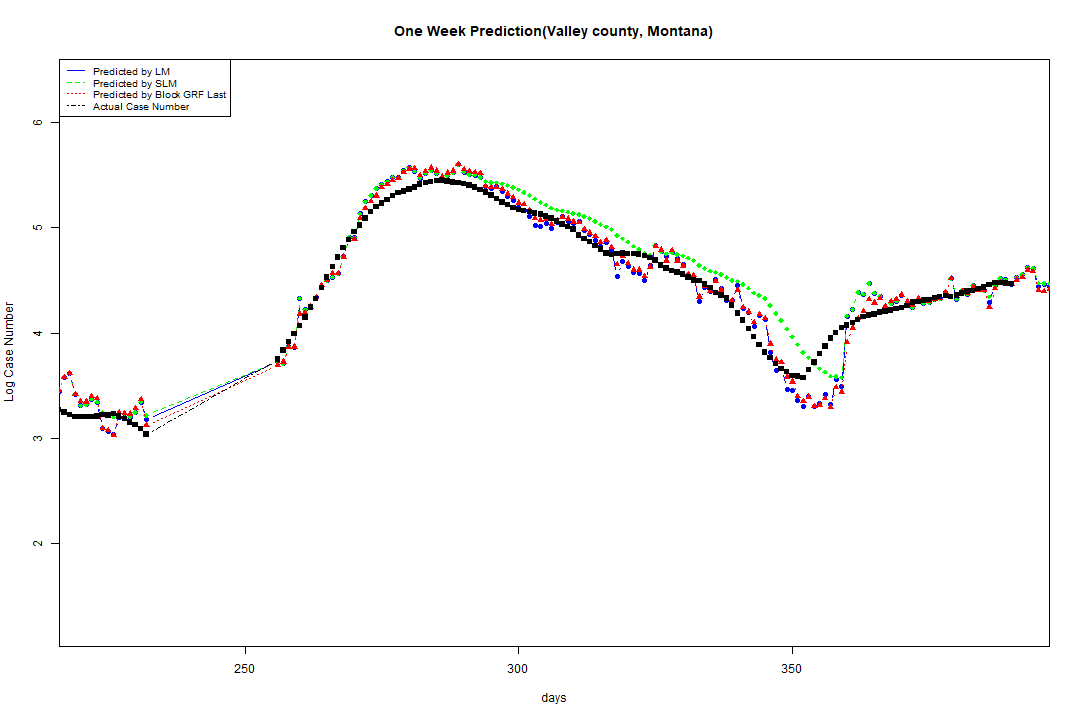 One Week Prediction(Valley county, Montana)
Predicted by LM
Predicted by SLM
Predicted by Block GRF Last
Actual Case Number
6
5
4
3
2
Log Case Number
250 300 350
days